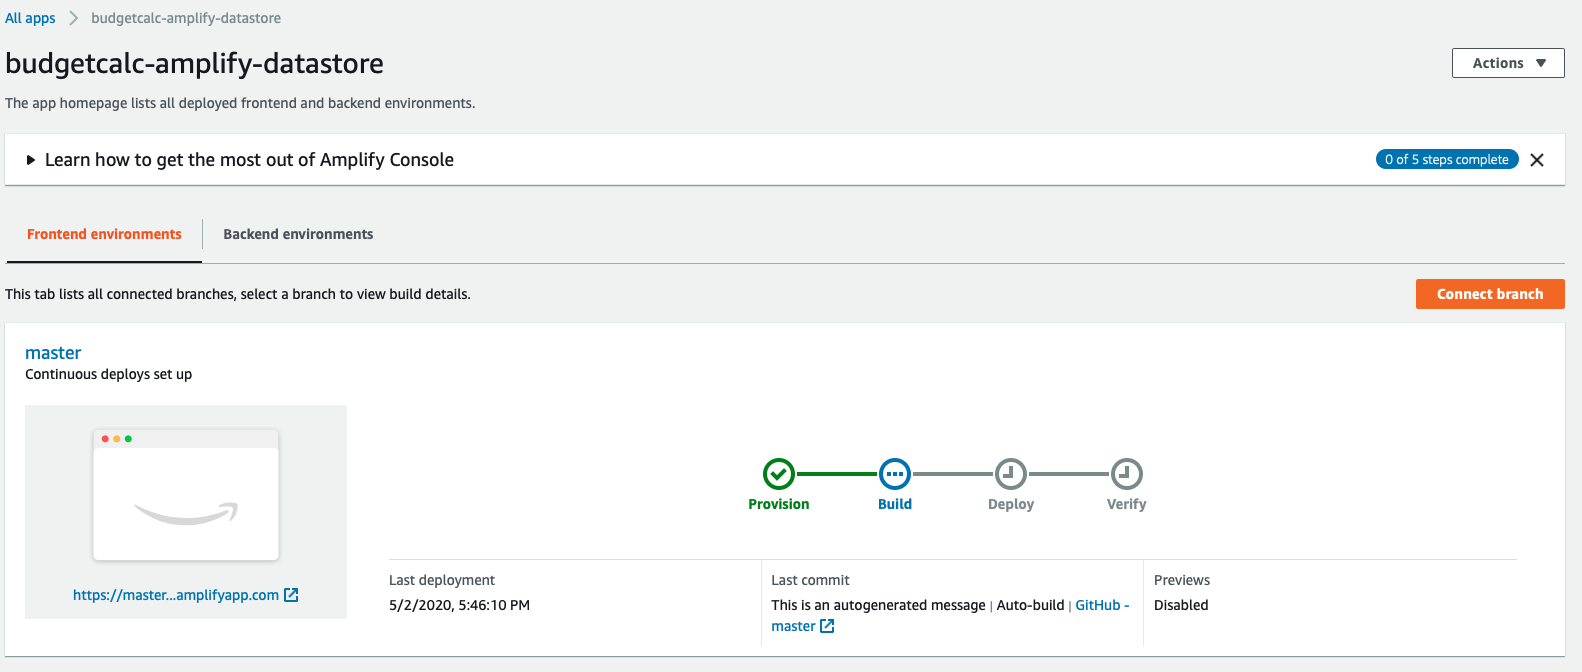 All apps budgetcalc-amplify-datastore
budgetcalc-amplify-datastore
Actions
The app homepage lists all deployed frontend and backend environments.
Learn how to get the most out of Amplify Console
0 of 5 steps complete
Frontend environments
Backend environments
This tab lists all connected branches, select a branch to view build details.
Connect branch
master
Continuous deploys set up
https://master...amplifyapp.com
Provision
Build
Deploy
Verify
Last deployment
5/2/2020, 5:46:10 PM
Last commit
This is an autogenerated message | Auto-build | GitHub -
master
Previews
Disabled